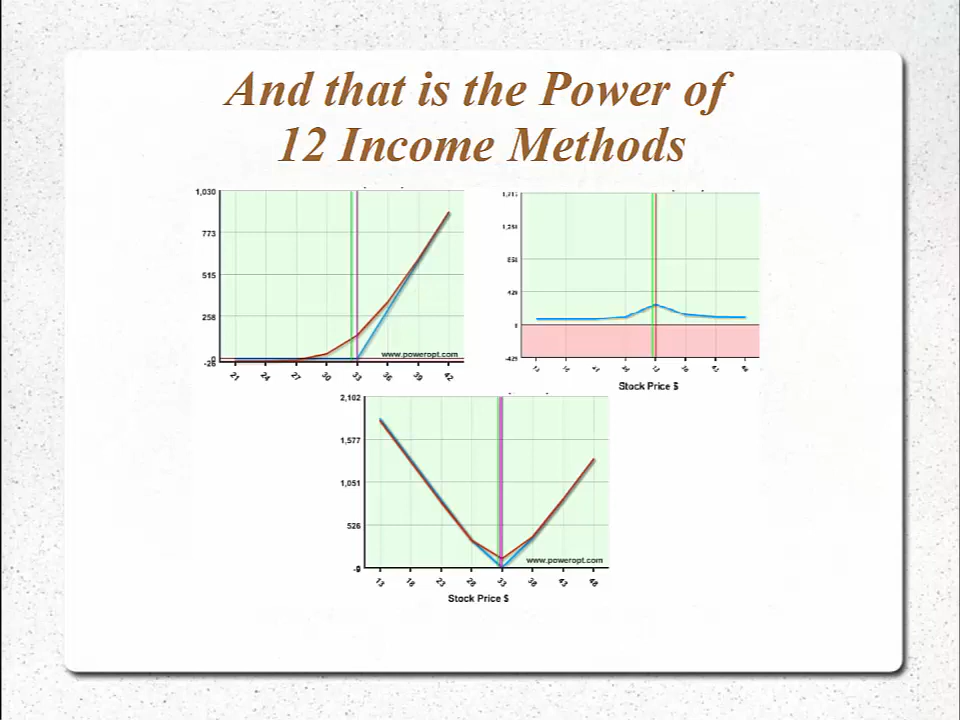 And that is the Power of
12 Income Methods
1,030
773
515
258
0
-26
www.poweropt.com
21 24 27 30 33 36 39 42
Stock Price $
2,102
1,577
1,051
526
-9
www.poweropt.com
13 18 23 28 33 38 43 48
Stock Price $